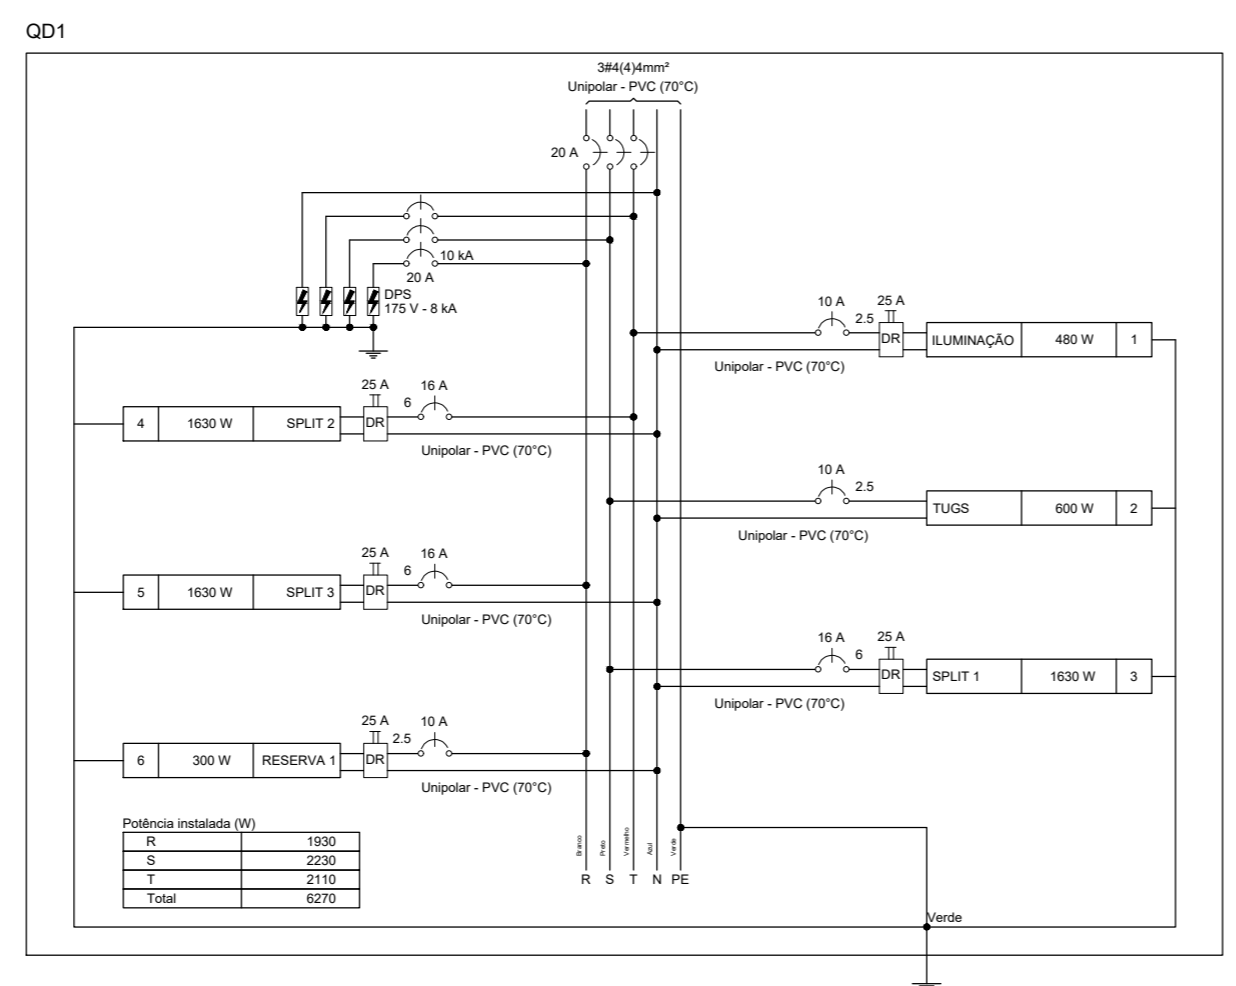 QD1
3#4(4)4mm²
Unipolar - PVC (70°C)
20 A
10 kA
20 A
DPS
175 V - 8 kA
10 A
25 A
2.5
DR
ILUMINAÇÃO
480 W
1
Unipolar - PVC (70°C)
25 A
16 A
6
4
1630 W
SPLIT 2
DR
Unipolar - PVC (70°C)
10 A
2.5
TUGS
600 W
2
Unipolar - PVC (70°C)
25 A
16 A
6
5
1630 W
SPLIT 3
DR
Unipolar - PVC (70°C)
16 A
25 A
6
DR
SPLIT 1
1630 W
3
Unipolar - PVC (70°C)
25 A
10 A
2.5
6
300 W
RESERVA 1
DR
Unipolar - PVC (70°C)
Potência instalada (W)
R 1930
S 2230
T 2110
Total 6270
Branco
Preto
Vermelho
Azul
Verde
R S T N PE
Verde